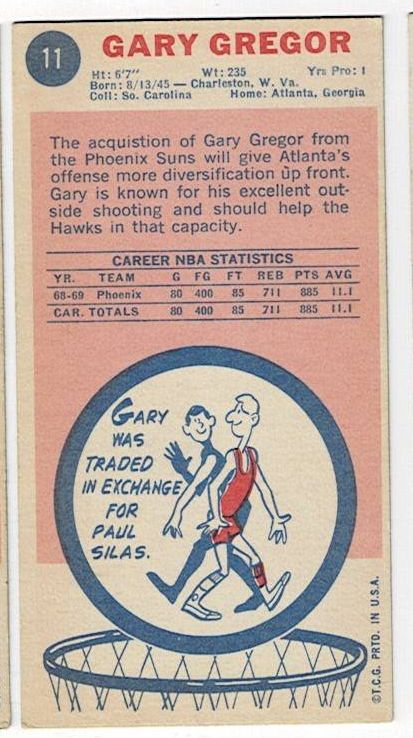 11
GARY GREGOR
Ht: 6'7" Wt: 235 Yrs Pro: 1
Born: 8/13/45 — Charleston, W. Va.
Coll: So. Carolina Home: Atlanta, Georgia
The acquistion of Gary Gregor from
the Phoenix Suns will give Atlanta's
offense more diversification up front.
Gary is known for his excellent out-
side shooting and should help the
Hawks in that capacity.
CAREER NBA STATISTICS
YR. TEAM G FG FT REB PTS AVG
68-69 Phoenix 80 400 85 711 885 11.1
CAR. TOTALS 80 400 85 711 885 11.1
GARY
WAS
TRADED
IN EXCHANGE
FOR
PAUL
SILAS.
©T.C.G. PRTD. IN U.S.A.